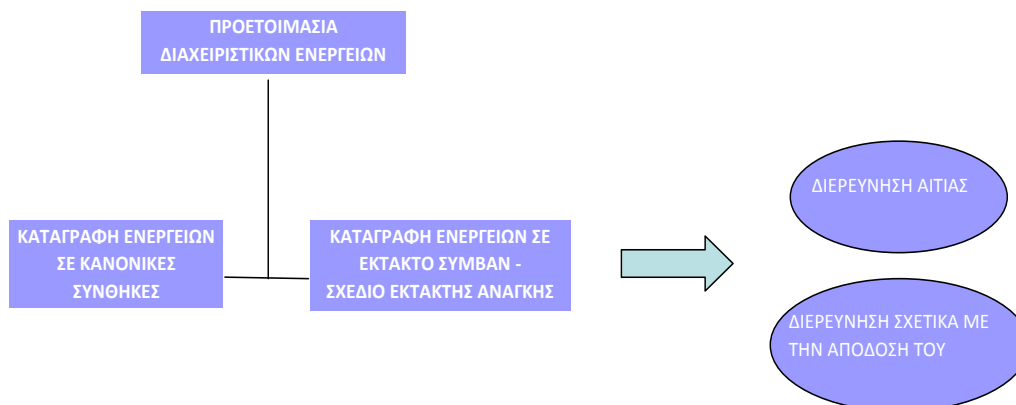 ΠΡΟΕΤΟΙΜΑΣΙΑ
ΔΙΑΧΕΙΡΙΣΤΙΚΩΝ ΕΝΕΡΓΕΙΩΝ
ΚΑΤΑΓΡΑΦΗ ΕΝΕΡΓΕΙΩΝ
ΣΕ ΚΑΝΟΝΙΚΕΣ
ΣΥΝΘΗΚΕΣ
ΚΑΤΑΓΡΑΦΗ ΕΝΕΡΓΕΙΩΝ ΣΕ
ΕΚΤΑΚΤΟ ΣΥΜΒΑΝ -
ΣΧΕΔΙΟ ΕΚΤΑΚΤΗΣ ΑΝΑΓΚΗΣ
ΔΙΕΡΕΥΝΗΣΗ ΑΙΤΙΑΣ
ΔΙΕΡΕΥΝΗΣΗ ΣΧΕΤΙΚΑ ΜΕ
ΤΗΝ ΑΠΟΔΟΣΗ ΤΟΥ